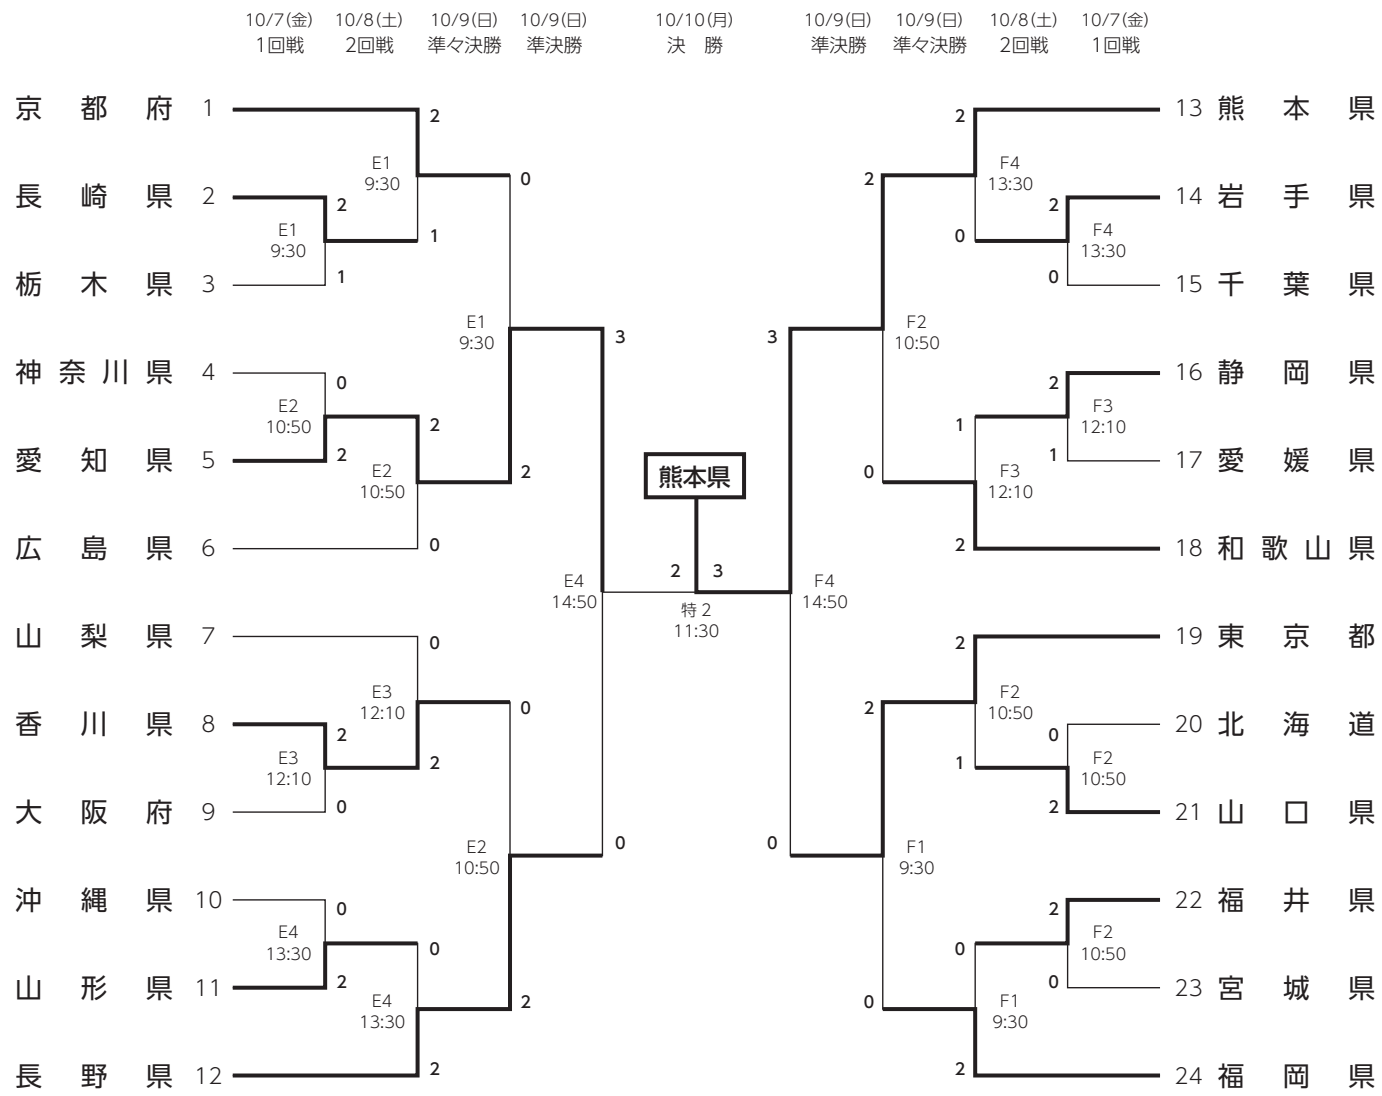 10/7(金) 10/8(土) 10/9(日) 10/9(日) 10/10(月) 10/9(日) 10/9(日) 10/8(土) 10/7(金)
1回戦 2回戦 準々決勝 準決勝 決 勝 準決勝 準々決勝 2回戦 1回戦
京 都 府 1
長 崎 県 2
栃 木 県 3
神 奈 川 県 4
愛 知 県 5
広 島 県 6
山 梨 県 7
香 川 県 8
大 阪 府 9
沖 縄 県 10
山 形 県 11
長 野 県 12
2
1
E1
9:30
0
2
E2
10:50
2
0
E3
12:10
0
2
E4
13:30
2
1
E1
9:30
2
0
E2
10:50
0
2
E3
12:10
0
2
E4
13:30
0
2
E1
9:30
0
2
E2
10:50
3
0
E4
14:50
熊本県
2 3
特 2
11:30
3
0
F4
14:50
2
0
F2
10:50
2
0
F1
9:30
2
0
F4
13:30
1
2
F3
12:10
2
1
F2
10:50
0
2
F1
9:30
2
0
F4
13:30
2
1
F3
12:10
0
2
F2
10:50
2
0
F2
10:50
13 熊 本 県
14 岩 手 県
15 千 葉 県
16 静 岡 県
17 愛 媛 県
18 和 歌 山 県
19 東 京 都
20 北 海 道
21 山 口 県
22 福 井 県
23 宮 城 県
24 福 岡 県